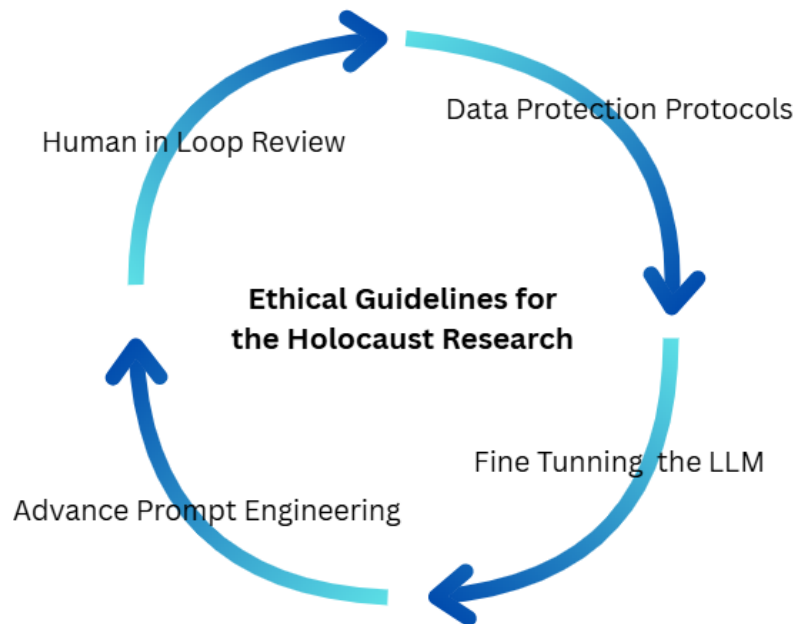 Data Protection Protocols
Human in Loop Review
Ethical Guidelines for
the Holocaust Research
Fine Tunning the LLM
Advance Prompt Engineering